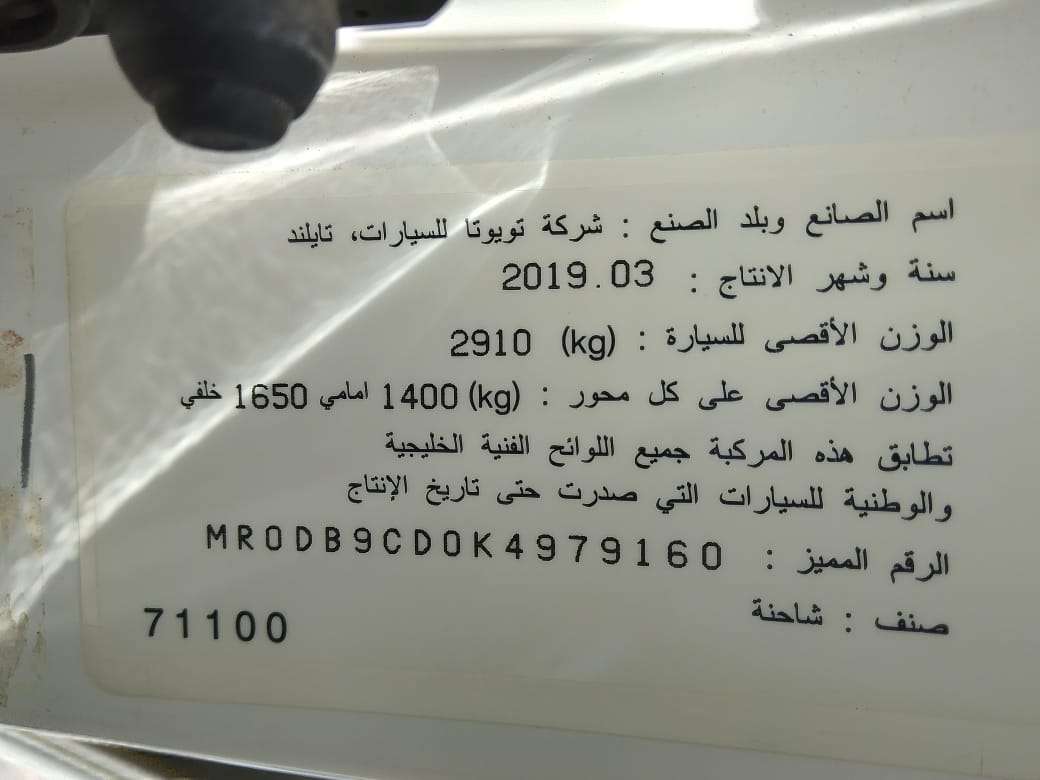 اسم الصانع وبلد الصنع : شركة تويوتا للسيارات، تايلند
سنة وشهر الانتاج : 2019.03
الوزن الأقصى للسيارة : 2910 (kg)
الوزن الأقصى على كل محور : (kg) 1400 امامي 1650 خلفي
تطابق هذه المركبة جميع اللوائح الفنية الخليجية
والوطنية للسيارات التي صدرت حتى تاريخ الإنتاج
الرقم المميز : MR0DB9CD0K4979160
صنف : شاحنة 71100